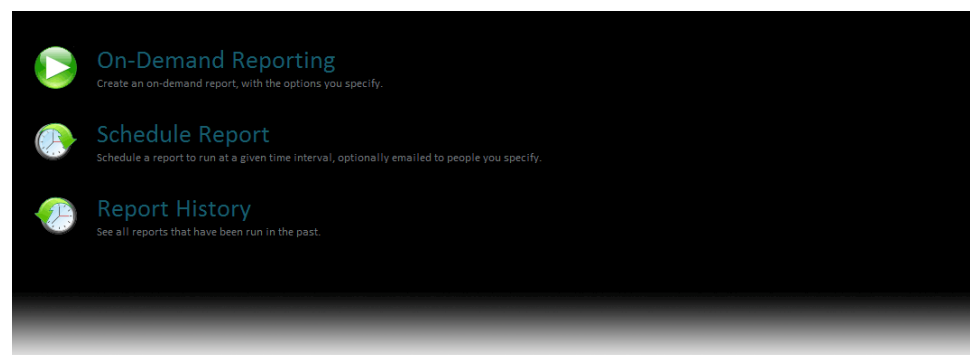 On-Demand Reporting
Create an on-demand report, with the options you specify.
Schedule Report
Schedule a report to run at a given time interval, optionally emailed to people you specify.
Report History
See all reports that have been run in the past.